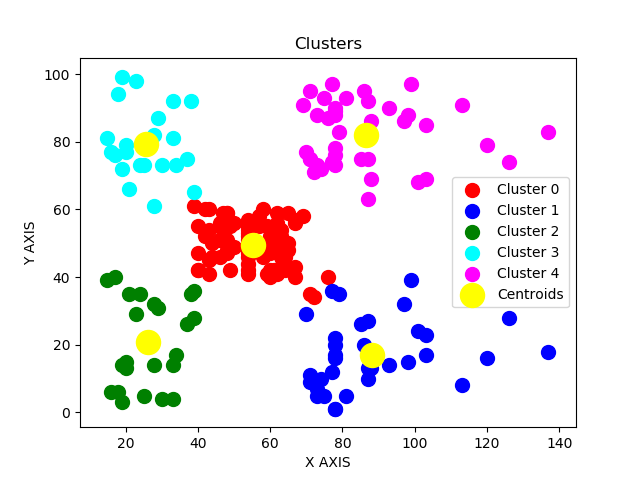 Clusters
100
80
60
40
20
0
Y AXIS
20
40
60
80
100
120
140
X AXIS
Cluster 0
Cluster 1
Cluster 2
Cluster 3
Cluster 4
Centroids